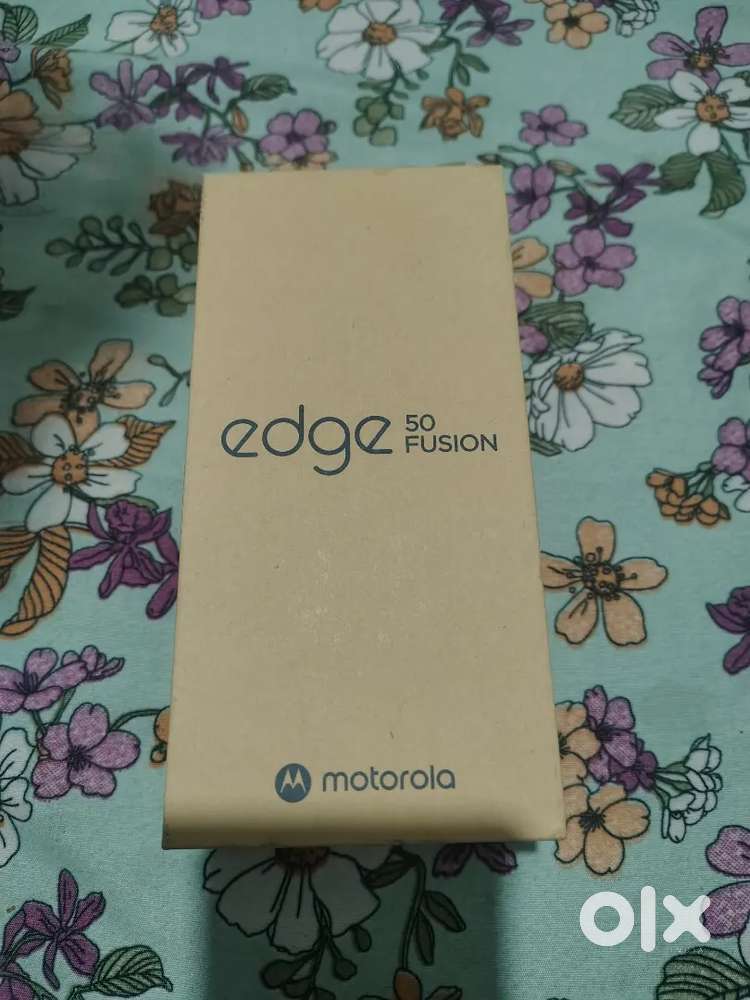 edge 50
FUSION
motorola
olx